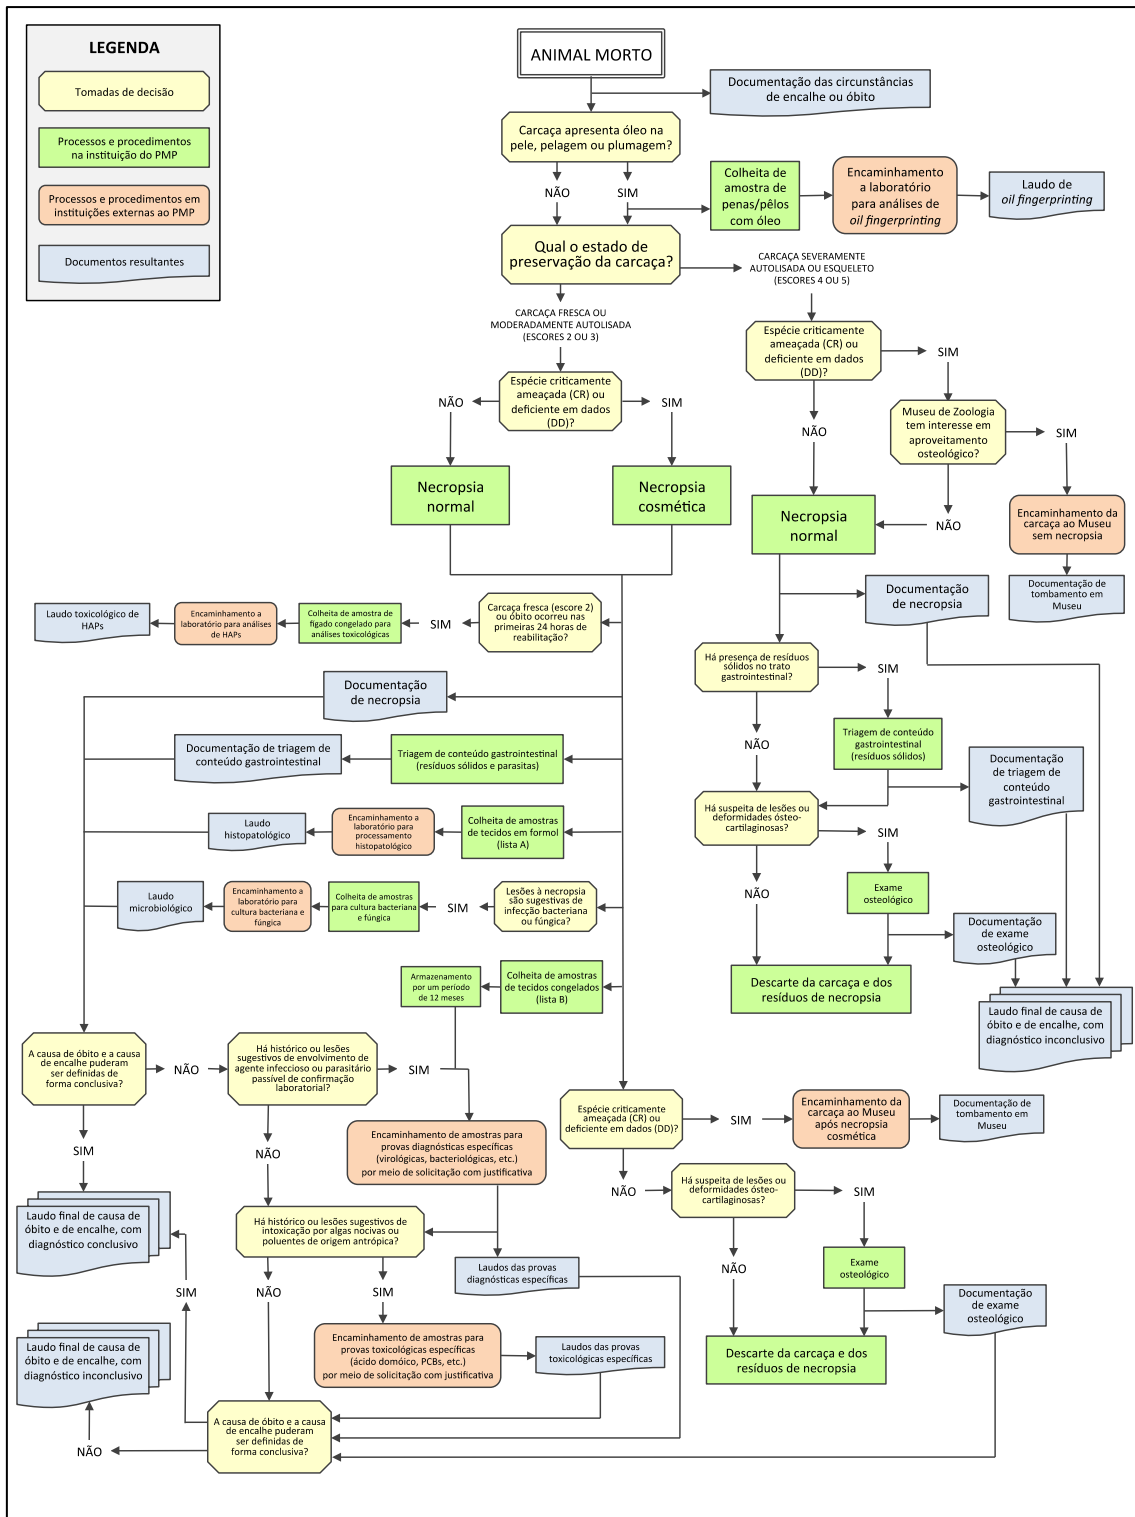 LEGENDA
Tomadas de decisão
Processos e procedimentos
na instituição do PMP
Processos e procedimentos em
instituições externas ao PMP
Documentos resultantes
ANIMAL MORTO
Documentação das circunstâncias
de encalhe ou óbito
Carcaça apresenta óleo na
pele, pelagem ou plumagem?
NÃO
SIM
Colheita de
amostra de
penas/pêlos
com óleo
Encaminhamento
a laboratório
para análises de
oil fingerprinting
Laudo de
oil fingerprinting
Qual o estado de
preservação da carcaça?
CARCAÇA SEVERAMENTE
AUTOLISADA OU ESQUELETO
(ESCORES 4 OU 5)
CARCAÇA FRESCA OU
MODERADAMENTE AUTOLISADA
(ESCORES 2 OU 3)
Espécie criticamente
ameaçada (CR) ou
deficiente em dados
(DD)?
SIM
Espécie criticamente
ameaçada (CR) ou
deficiente em dados
(DD)?
NÃO
SIM
NÃO
Museu de Zoologia
tem interesse em
aproveitamento
osteológico?
SIM
Necropsia
normal
Necropsia
cosmética
Necropsia
normal
NÃO
Encaminhamento da
carcaça ao Museu
sem necropsia
Documentação de
tombamento em
Museu
Documentação
de necropsia
Laudo toxicológico de
HAPs
Encaminhamento a
laboratório para análises
de HAPs
Colheita de amostra de
fígado congelado para
análises toxicológicas
SIM
Carcaça fresca (escore 2)
ou óbito ocorreu nas
primeiras 24 horas de
reabilitação?
Há presença de resíduos
sólidos no trato
gastrointestinal?
SIM
NÃO
Documentação
de necropsia
Documentação de triagem de
conteúdo gastrointestinal
Triagem de conteúdo gastrointestinal
(resíduos sólidos e parasitas)
Triagem de conteúdo
gastrointestinal
(resíduos sólidos)
Documentação
de triagem de
conteúdo
gastrointestinal
Laudo
histopatológico
Encaminhamento a
laboratório para
processamento
histopatológico
Colheita de amostras
de tecidos em formol
(lista A)
Há suspeita de lesões ou
deformidades ósteo-
cartilaginosas?
SIM
NÃO
Laudo
microbiológico
Encaminhamento a
laboratório para
cultura bacteriana e
fúngica
Colheita de amostras
para cultura bacteriana
e fúngica
SIM
Lesões à necropsia
são sugestivas de
infecção bacteriana
ou fúngica?
Exame
osteológico
Documentação
de exame
osteológico
Armazenamento
por um período
de 12 meses
Colheita de amostras
de tecidos congelados
(lista B)
Descarte da carcaça e dos
resíduos de necropsia
Laudo final de causa de
óbito e de encalhe, com
diagnóstico inconclusivo
A causa de óbito e a causa
de encalhe puderam
ser definidas de
forma conclusiva?
NÃO
Há histórico ou lesões
sugestivos de envolvimento de
agente infeccioso ou parasitário
passível de confirmação
laboratorial?
SIM
SIM
NÃO
Encaminhamento de amostras para
provas diagnósticas específicas
(virológicas, bacteriológicas, etc.)
por meio de solicitação com justificativa
Espécie criticamente
ameaçada (CR) ou
deficiente em dados (DD)?
SIM
Encaminhamento da
carcaça ao Museu
após necropsia
cosmética
Documentação de
tombamento em
Museu
NÃO
Há suspeita de lesões ou
deformidades ósteo-
cartilaginosas?
SIM
NÃO
Laudo final de causa de
óbito e de encalhe, com
diagnóstico conclusivo
Há histórico ou lesões sugestivos de
intoxicação por algas nocivas ou
poluentes de origem antrópica?
Laudos das provas
diagnósticas específicas
Exame
osteológico
SIM
NÃO
SIM
Documentação
de exame
osteológico
Laudo final de causa de
óbito e de encalhe, com
diagnóstico inconclusivo
Encaminhamento de amostras para
provas toxicológicas específicas
(ácido domóico, PCBs, etc.)
por meio de solicitação com justificativa
Laudos das provas
toxicológicas específicas
Descarte da carcaça e dos
resíduos de necropsia
NÃO
A causa de óbito e a causa
de encalhe puderam
ser definidas de
forma conclusiva?